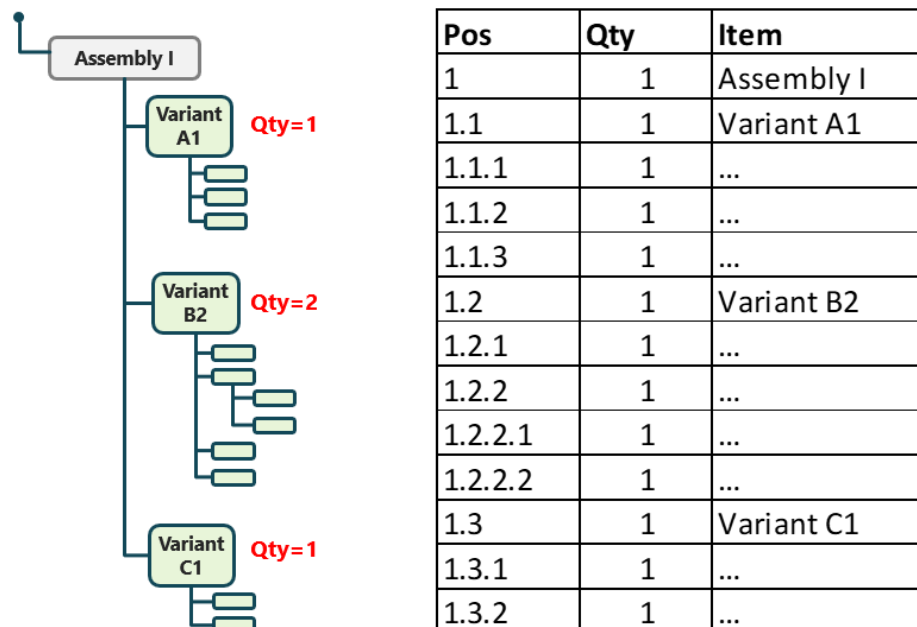 Assembly I
Variant
A1
Qty=1
Variant
B2
Qty=2
Variant
C1
Qty=1
Pos Qty Item
1 1 Assembly I
1.1 1 Variant A1
1.1.1 1 ...
1.1.2 1 ...
1.1.3 1 ...
1.2 1 Variant B2
1.2.1 1 ...
1.2.2 1 ...
1.2.2.1 1 ...
1.2.2.2 1 ...
1.3 1 Variant C1
1.3.1 1 ...
1.3.2 1 ...